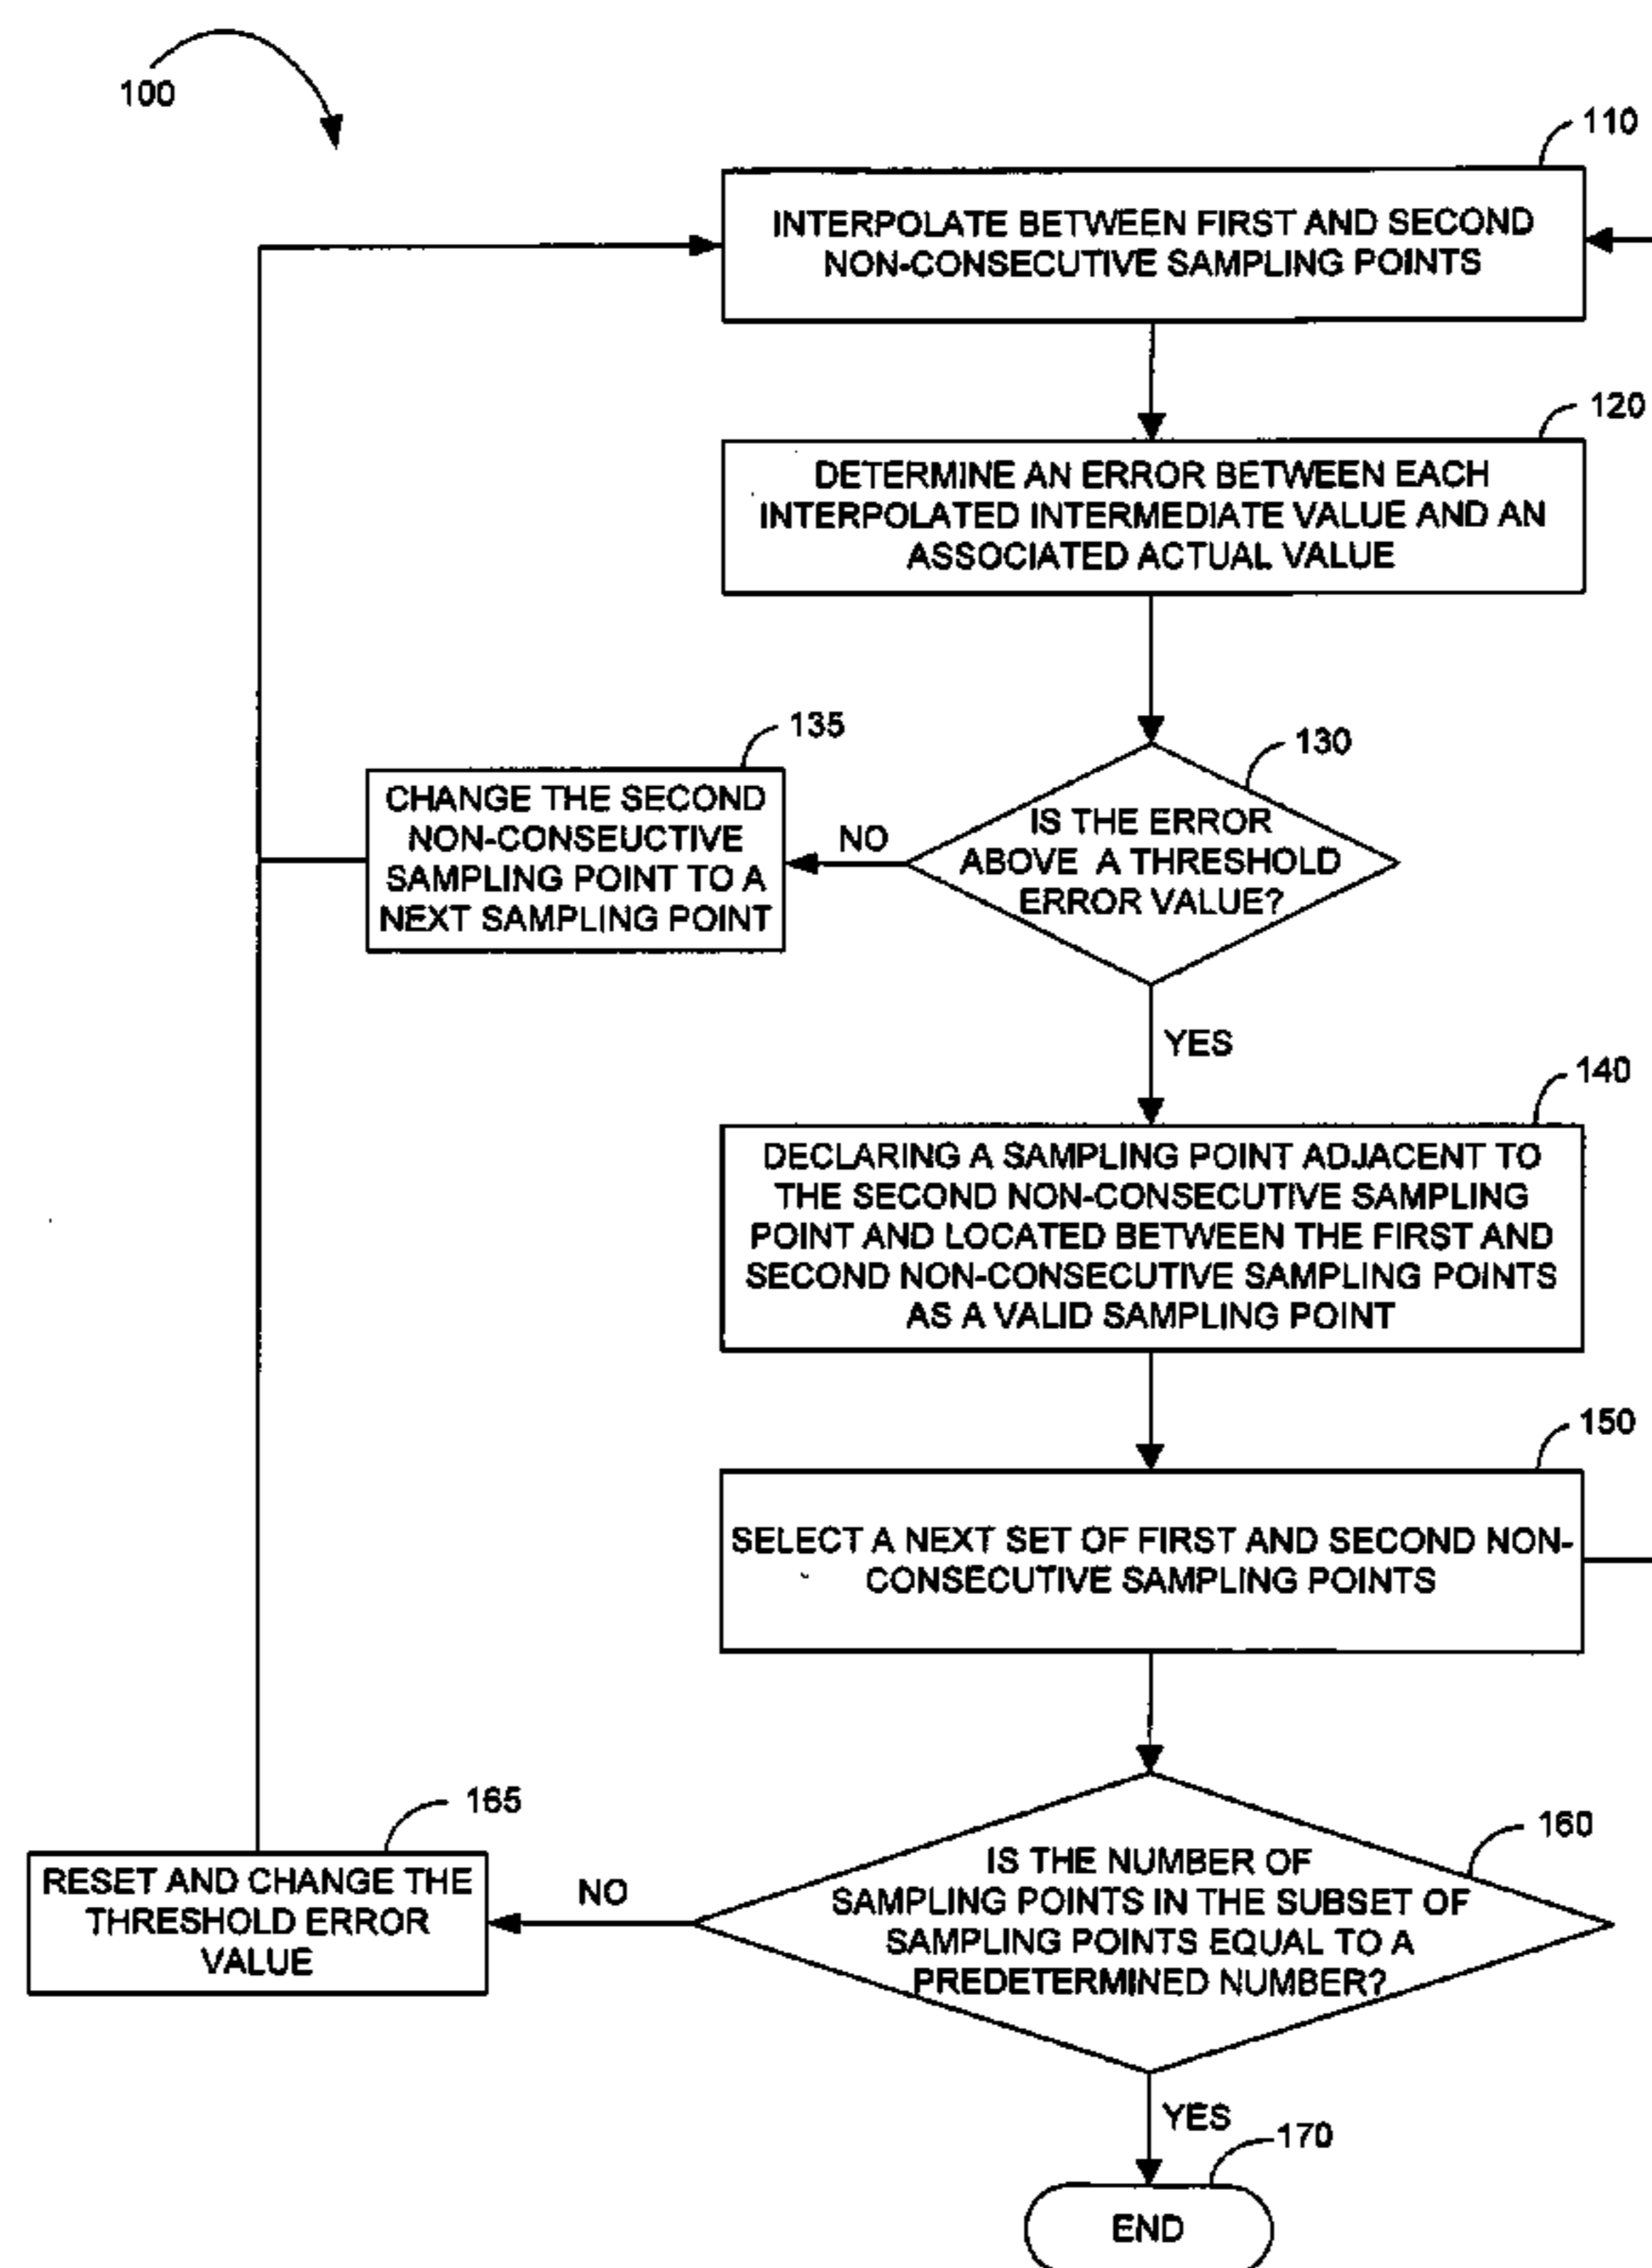 100
110
INTERPOLATE BETWEEN FIRST AND SECOND
NON-CONSECUTIVE SAMPLING POINTS
120
DETERMINE AN ERROR BETWEEN EACH
INTERPOLATED INTERMEDIATE VALUE AND AN
ASSOCIATED ACTUAL VALUE
135
CHANGE THE SECOND
NON-CONSEUCTIVE
SAMPLING POINT TO A
NEXT SAMPLING POINT
NO
130
IS THE ERROR
ABOVE A THRESHOLD
ERROR VALUE?
YES
140
DECLARING A SAMPLING POINT ADJACENT TO
THE SECOND NON-CONSECUTIVE SAMPLING
POINT AND LOCATED BETWEEN THE FIRST AND
SECOND NON-CONSECUTIVE SAMPLING POINTS
AS A VALID SAMPLING POINT
150
SELECT A NEXT SET OF FIRST AND SECOND NON-
CONSECUTIVE SAMPLING POINTS
165
RESET AND CHANGE THE
THRESHOLD ERROR
VALUE
NO
160
IS THE NUMBER OF
SAMPLING POINTS IN THE SUBSET OF
SAMPLING POINTS EQUAL TO A
PREDETERMINED NUMBER?
YES
170
END